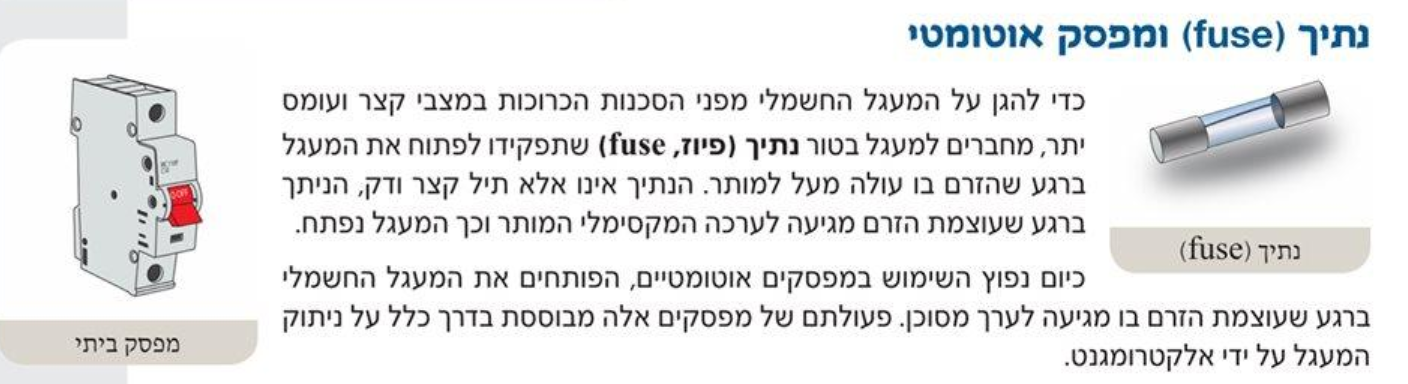 נתיך (fuse) ומפסק אוטומטי
כדי להגן על המעגל החשמלי מפני הסכנות הכרוכות במצבי קצר ועומס
יתר, מחברים למעגל בטור נתיך (פיוז, fuse) שתפקידו לפתוח את המעגל
ברגע שהזרם בו עולה מעל למותר. הנתיך אינו אלא תיל קצר ודק, הניתך
ברגע שעוצמת הזרם מגיעה לערכה המקסימלי המותר וכך המעגל נפתח.
נתיך (fuse)
כיום נפוץ השימוש במפסקים אוטומטיים, הפותחים את המעגל החשמלי
ברגע שעוצמת הזרם בו מגיעה לערך מסוכן. פעולתם של מפסקים אלה מבוססת בדרך כלל על ניתוק
המעגל על ידי אלקטרומגנט.
מפסק ביתי